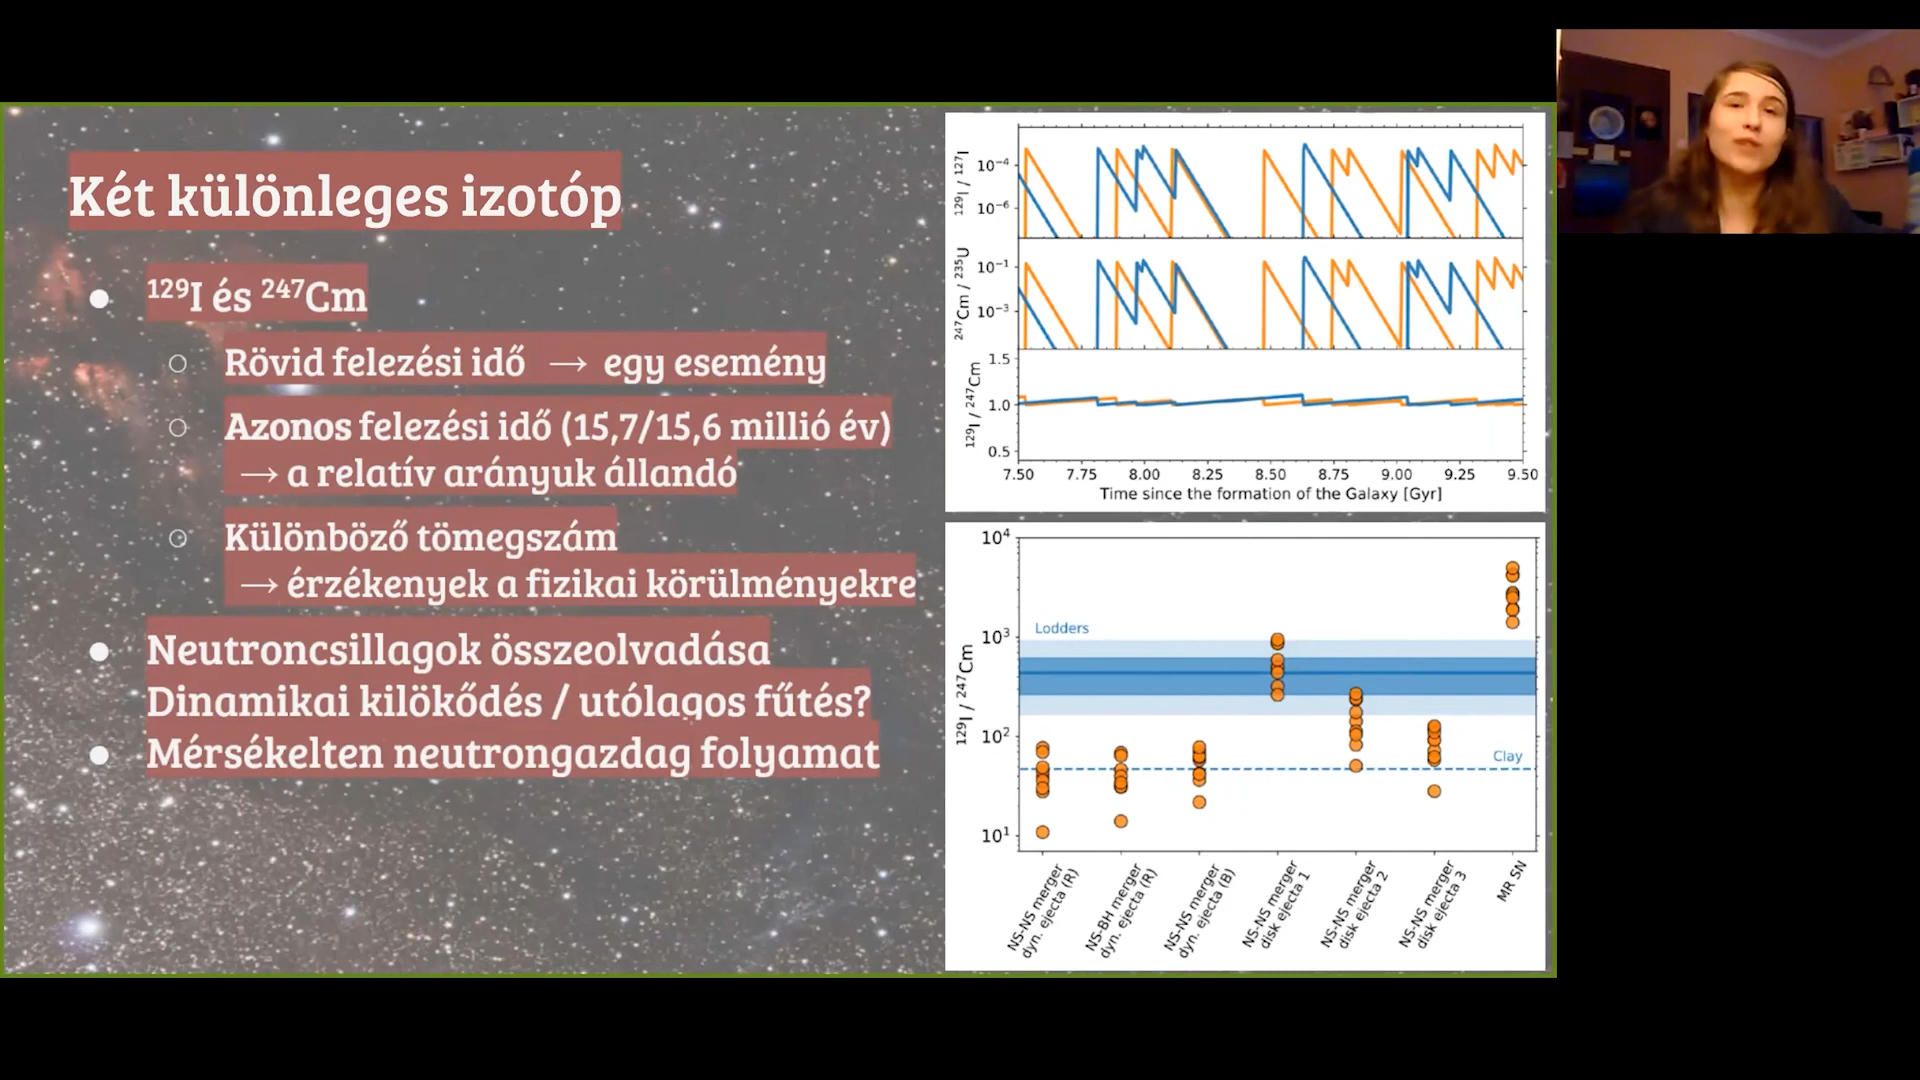 Két különleges izotóp
¹²⁹I és ²⁴⁷Cm
Rövid felezési idő → egy esemény
Azonos felezési idő (15,7/15,6 millió év)
→ a relatív arányuk állandó
Különböző tömegszám
→ érzékenyek a fizikai körülményekre
Neutroncsillagok összeolvadása
Dinamikai kilökődés / utólagos fűtés?
Mérsékelten neutrongazdag folyamat
¹²⁹I / ¹²⁷I
10⁻⁴
10⁻⁶
²⁴⁷Cm / ²³⁵U
10⁻¹
10⁻³
¹²⁹I / ²⁴⁷Cm
1.5
1.0
0.5
7.50 7.75 8.00 8.25 8.50 8.75 9.00 9.25 9.50
Time since the formation of the Galaxy [Gyr]
¹²⁹I / ²⁴⁷Cm
10⁴
10³
10²
10¹
Lodders
Clay
NS-NS merger
dyn. ejecta (R)
NS-BH merger
dyn. ejecta (R)
NS-NS merger
dyn. ejecta (B)
NS-NS merger
disk ejecta 1
NS-NS merger
disk ejecta 2
NS-NS merger
disk ejecta 3
MR SN